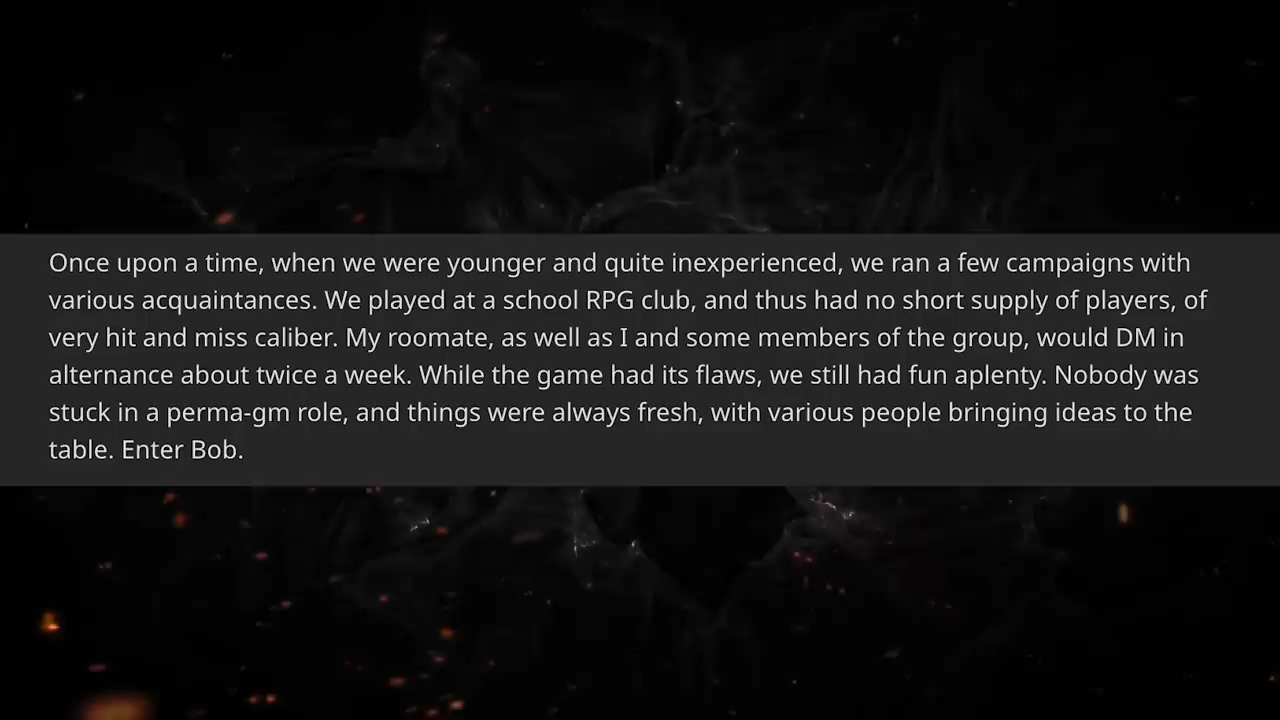 Once upon a time, when we were younger and quite inexperienced, we ran a few campaigns with
various acquaintances. We played at a school RPG club, and thus had no short supply of players, of
very hit and miss caliber. My roomate, as well as I and some members of the group, would DM in
alternance about twice a week. While the game had its flaws, we still had fun aplenty. Nobody was
stuck in a perma-gm role, and things were always fresh, with various people bringing ideas to the
table. Enter Bob.